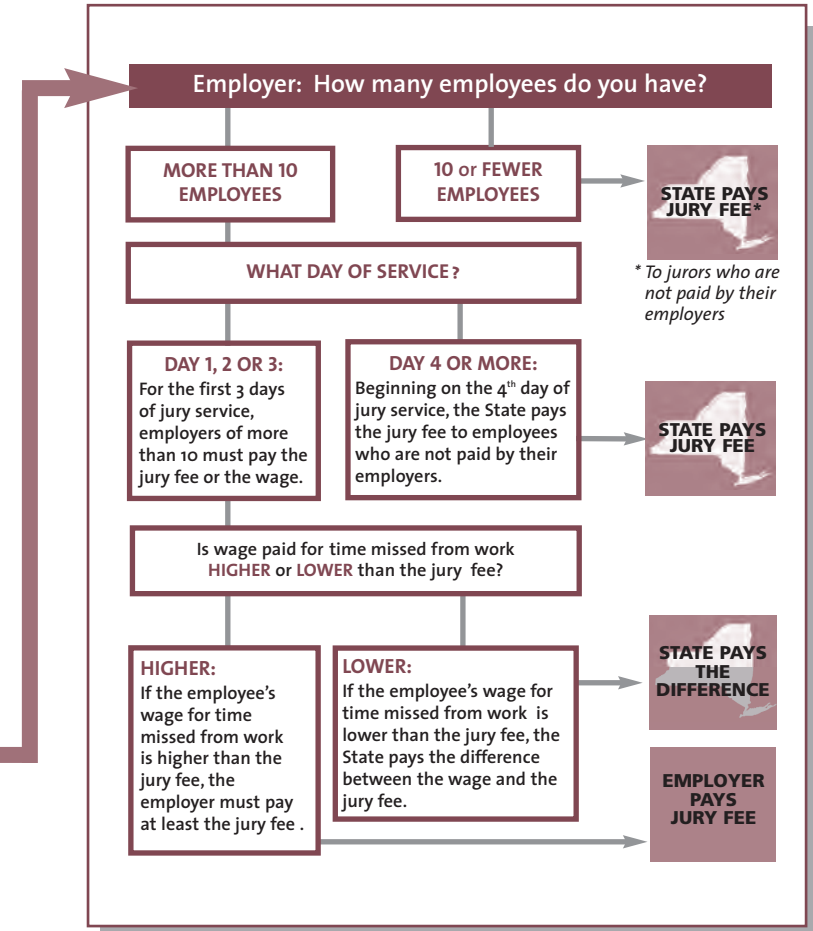 Employer: How many employees do you have?
MORE THAN 10
EMPLOYEES
10 or FEWER
EMPLOYEES
STATE PAYS
JURY FEE*
* To jurors who are
not paid by their
employers
WHAT DAY OF SERVICE?
DAY 1, 2 OR 3:
For the first 3 days
of jury service,
employers of more
than 10 must pay the
jury fee or the wage.
DAY 4 OR MORE:
Beginning on the 4th day of
jury service, the State pays
the jury fee to employees
who are not paid by their
employers.
STATE PAYS
JURY FEE
Is wage paid for time missed from work
HIGHER or LOWER than the jury fee?
HIGHER:
If the employee's
wage for time
missed from work
is higher than the
jury fee, the
employer must pay
at least the jury fee .
LOWER:
If the employee's wage for
time missed from work is
lower than the jury fee, the
State pays the difference
between the wage and the
jury fee.
STATE PAYS
THE
DIFFERENCE
EMPLOYER
PAYS
JURY FEE